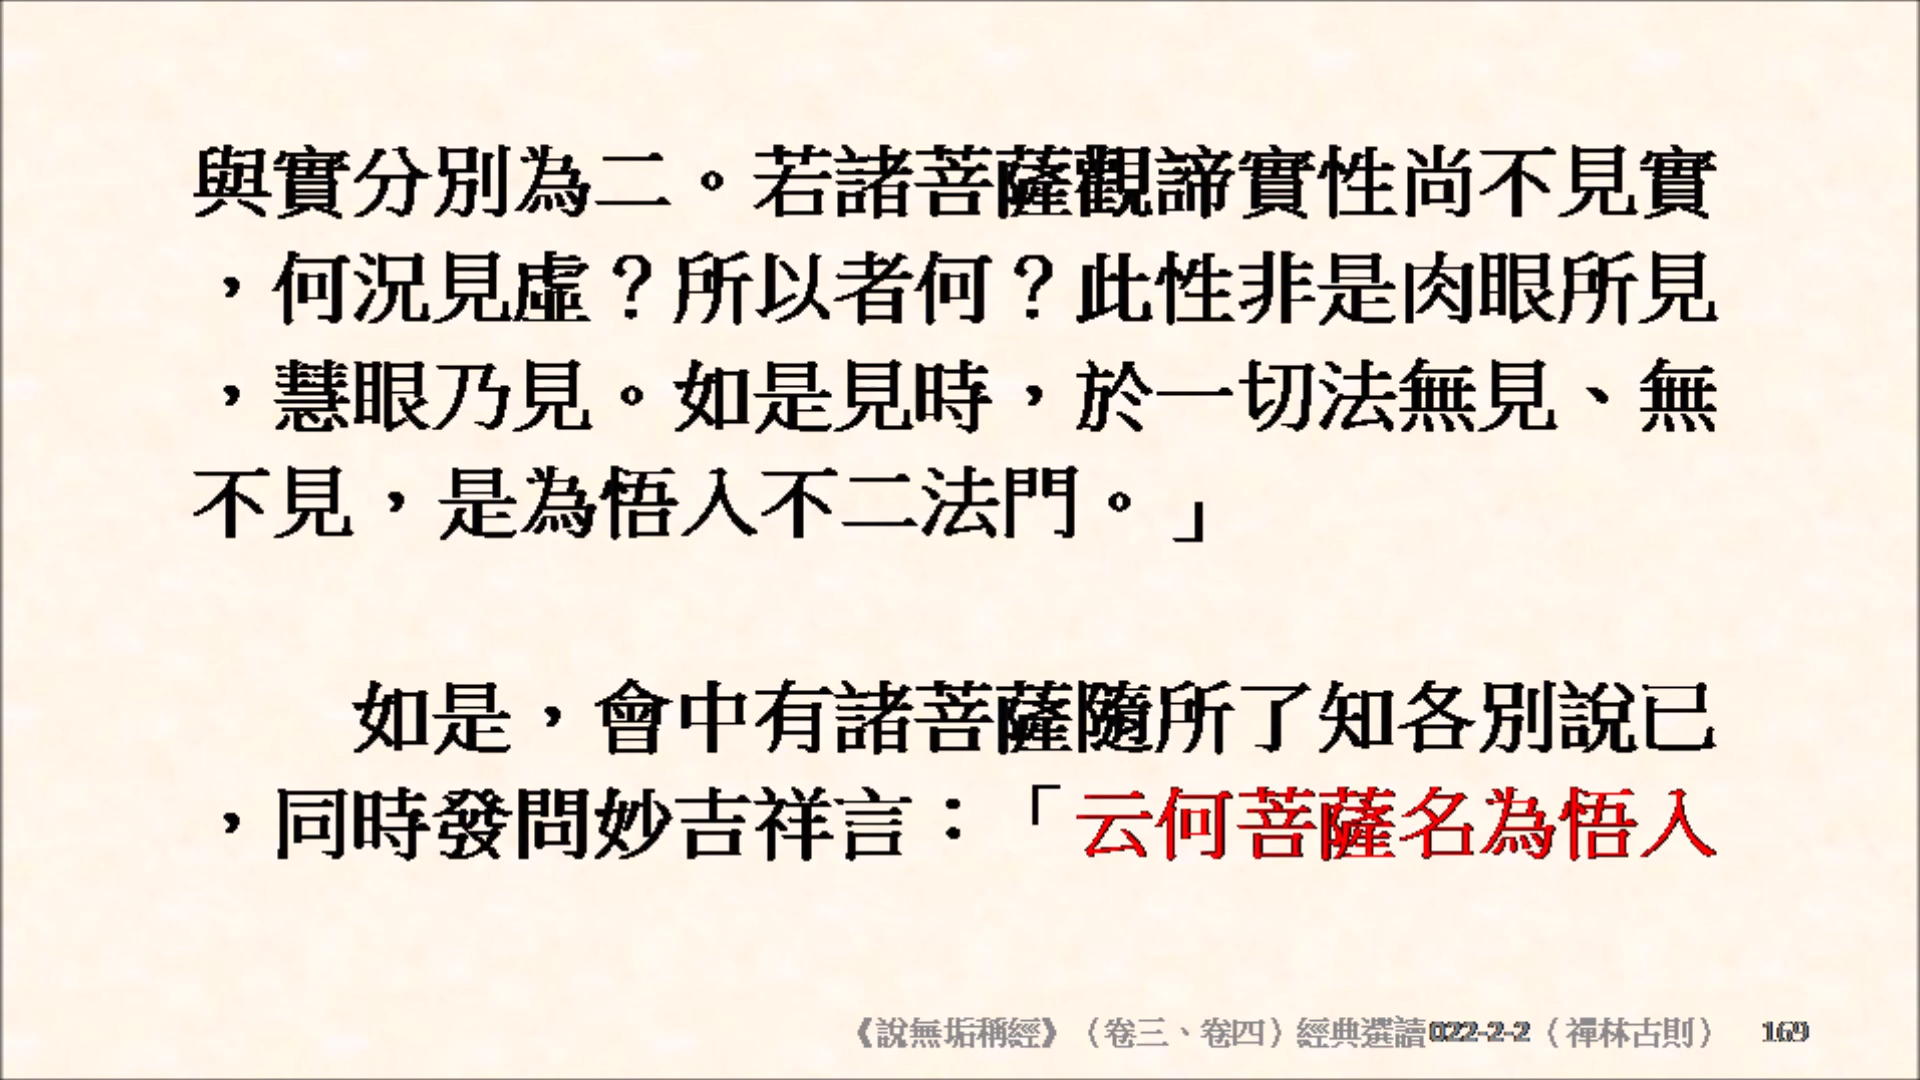 與實分別為二。若諸菩薩觀諦實性尚不見實
，何況見虛？所以者何？此性非是肉眼所見
，慧眼乃見。如是見時，於一切法無見、無
不見，是為悟入不二法門。」
如是，會中有諸菩薩隨所了知各別說已
，同時發問妙吉祥言：「云何菩薩名為悟入
《說無垢稱經》（卷三、卷四）經典選讀022-2-2（禪林古則） 169